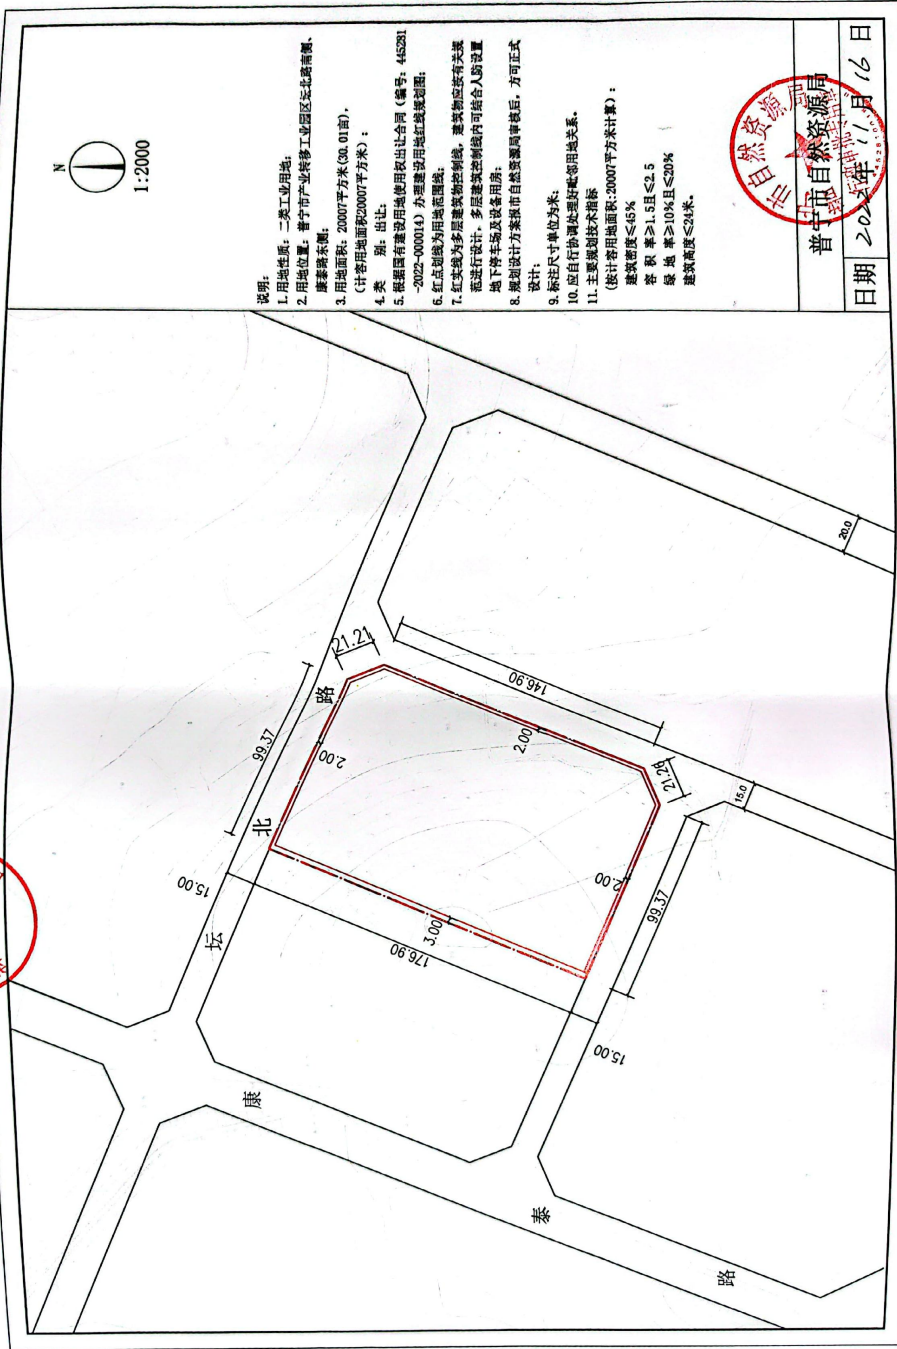 N
1:2000
说明:
1. 用地性质: 二类工业用地;
2. 用地位置: 普宁市产业转移工业园区坛北路南侧、
康泰路东侧;
3. 用地面积: 20007平方米(30.01亩),
(计容用地面积20007平方米);
4. 类 别: 出让;
5. 根据国有建设用地使用权出让合同(编号: 445281
-2022-000014)办理建设用地红线规划图;
6. 红点划线为用地范围线;
7. 红实线为多层建筑物控制线, 建筑物应按有关规
范进行设计, 多层建筑控制线内可结合人防设置
地下停车场及设备用房;
8. 规划设计方案报市自然资源局审核后, 方可正式
设计;
9. 标注尺寸单位为米;
10. 应自行协调处理好毗邻用地关系。
11. 主要规划技术指标
(按计容用地面积:20007平方米计算):
建筑密度≤45%
容 积 率≥1.5且≤2.5
绿 地 率≥10%且≤20%
建筑高度≤24米。
普宁市自然资源局
日期 2022年11月16日
市自然资源局
坛
北
路
康
泰
路
99.37
21.21
2.00
146.90
2.00
15.00
176.90
3.00
2.00
21.26
99.37
15.00
15.0
20.0